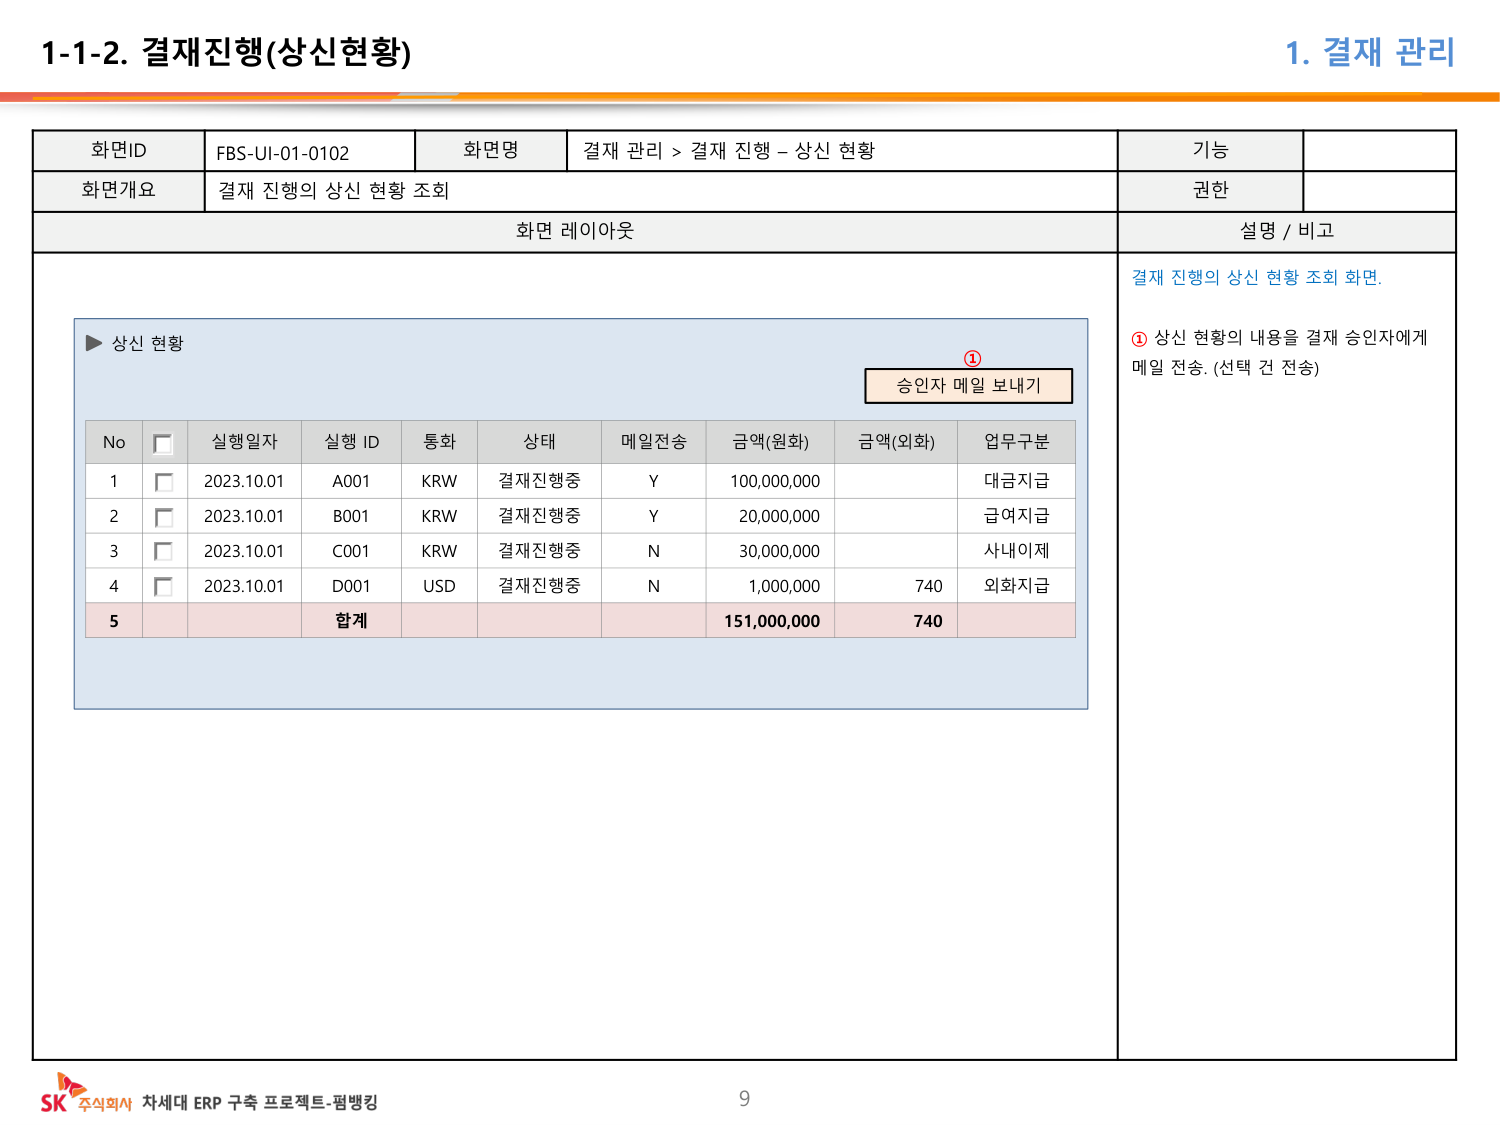 1-1-2. 결재진행(상신현황)
1. 결재 관리
화면ID FBS-UI-01-0102 화면명 결재 관리 > 결재 진행 – 상신 현황 기능
화면개요 결재 진행의 상신 현황 조회 권한
화면 레이아웃 설명 / 비고
▶ 상신 현황
①
승인자 메일 보내기
No 실행일자 실행 ID 통화 상태 메일전송 금액(원화) 금액(외화) 업무구분
1 2023.10.01 A001 KRW 결재진행중 Y 100,000,000 대금지급
2 2023.10.01 B001 KRW 결재진행중 Y 20,000,000 급여지급
3 2023.10.01 C001 KRW 결재진행중 N 30,000,000 사내이제
4 2023.10.01 D001 USD 결재진행중 N 1,000,000 740 외화지급
5 합계 151,000,000 740
결재 진행의 상신 현황 조회 화면.
① 상신 현황의 내용을 결재 승인자에게
메일 전송. (선택 건 전송)
SK 주식회사 차세대 ERP 구축 프로젝트-펌뱅킹
9